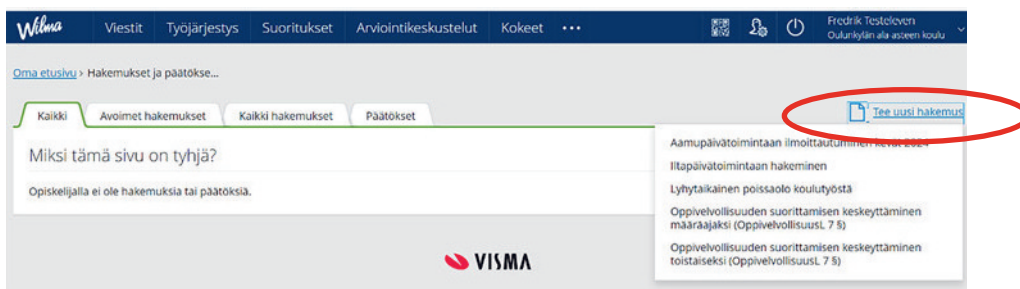 Wilma Viestit Työjärjestys Suoritukset Arviointikeskustelut Kokeet ••• Fredrik Testeleven
Oulunkylän ala asteen koulu
Oma etusivu › Hakemukset ja päätökse...
Kaikki Avoimet hakemukset Kaikki hakemukset Päätökset Tee uusi hakemus
Miksi tämä sivu on tyhjä?
Opiskelijalla ei ole hakemuksia tai päätöksiä.
Aamupäivätoimintaan ilmoittautuminen kevät 2024
Iltapäivätoimintaan hakeminen
Lyhytaikainen poissaolo koulutyöstä
Oppivelvollisuuden suorittamisen keskeyttäminen
määräajaksi (OppivelvollisuusL 7 §)
Oppivelvollisuuden suorittamisen keskeyttäminen
toistaiseksi (OppivelvollisuusL 7 §)
VISMA